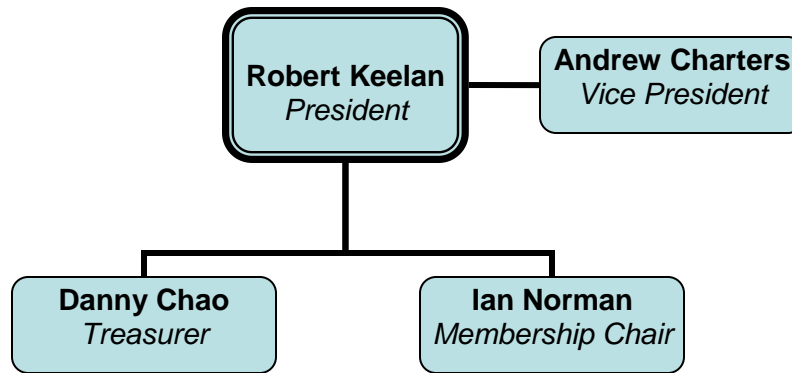 Robert Keelan
President
Andrew Charters
Vice President
Danny Chao
Treasurer
Ian Norman
Membership Chair